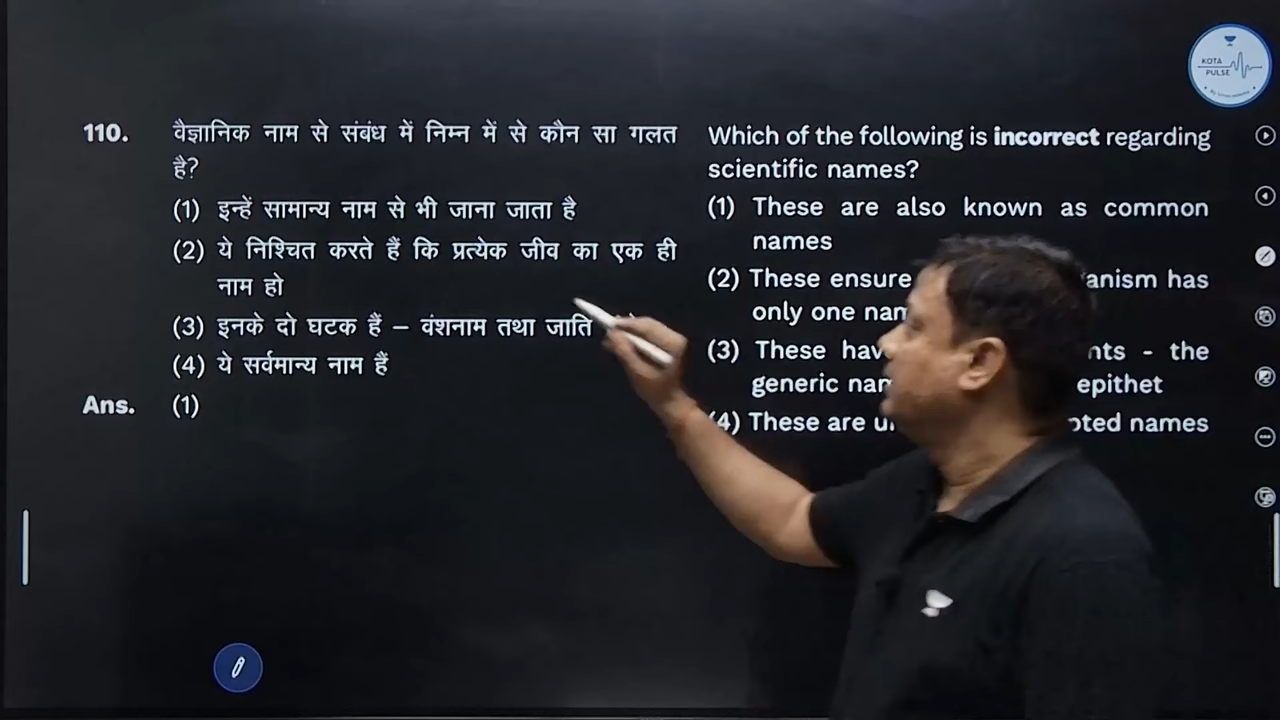 KOTA
PULSE
110. वैज्ञानिक नाम से संबंध में निम्न में से कौन सा गलत
है?
(1) इन्हें सामान्य नाम से भी जाना जाता है
(2) ये निश्चित करते हैं कि प्रत्येक जीव का एक ही
नाम हो
(3) इनके दो घटक हैं – वंशनाम तथा जाति
(4) ये सर्वमान्य नाम हैं
Ans. (1)
Which of the following is incorrect regarding
scientific names?
(1) These are also known as common
names
(2) These ensure has
only one
(3) These - the
generic epithet
(4) These are names